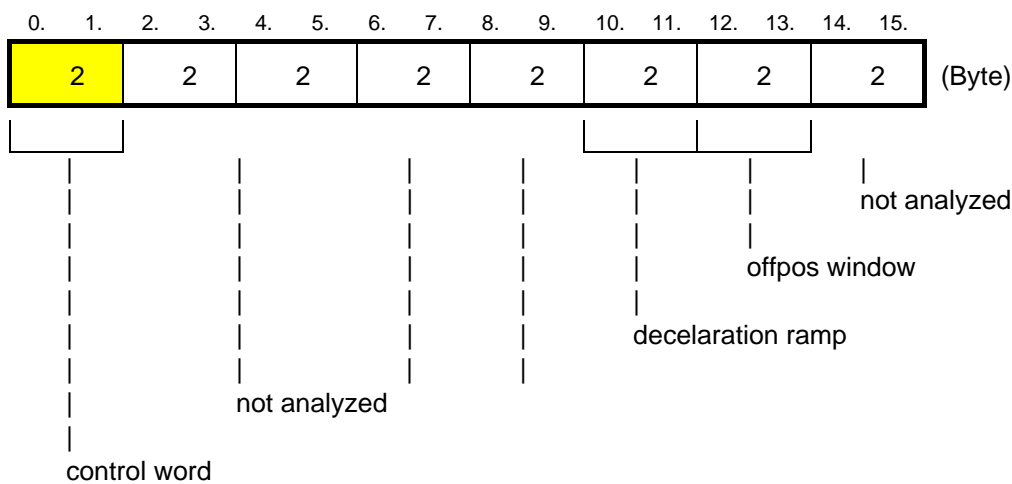 0. 1. 2. 3. 4. 5. 6. 7. 8. 9. 10. 11. 12. 13. 14. 15.
2 2 2 2 2 2 2 2 (Byte)
not analyzed
offpos window
decelaration ramp
not analyzed
control word